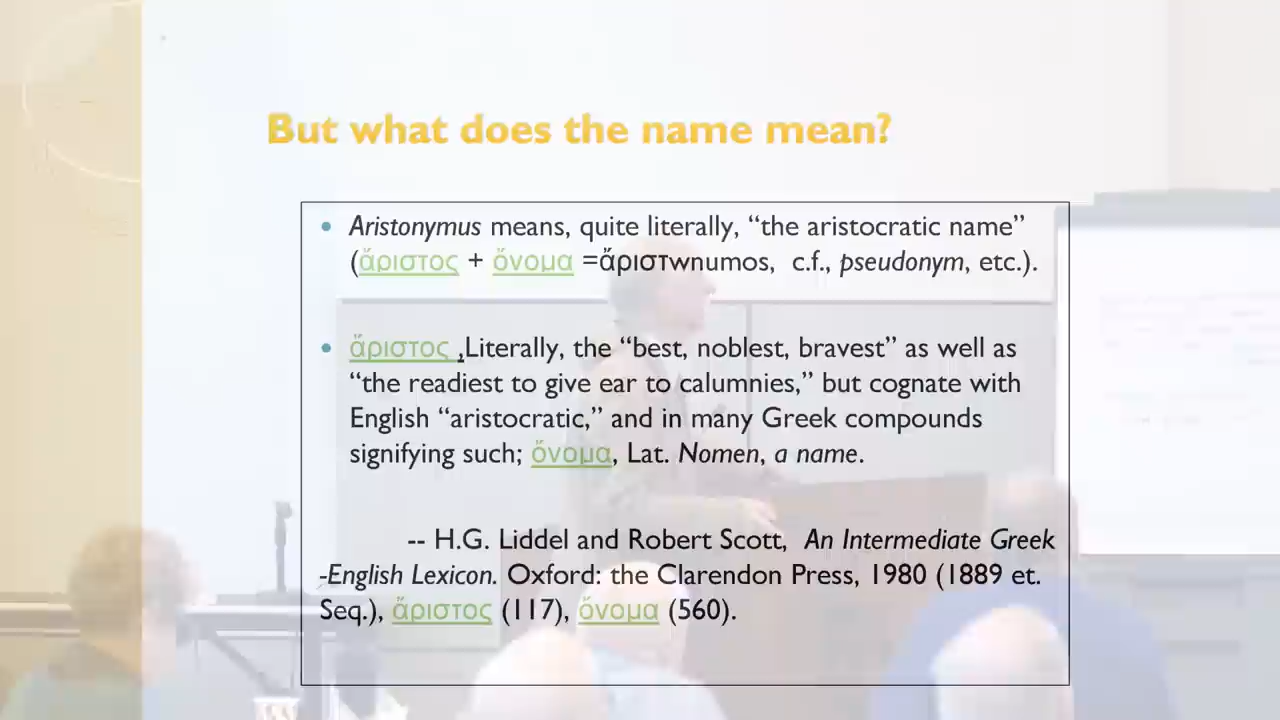 But what does the name mean?
• Aristonymus means, quite literally, “the aristocratic name”
(ἄριστος + ὄνομα =ἄριστwnumos, c.f., pseudonym, etc.).
• ἄριστος ,Literally, the “best, noblest, bravest” as well as
“the readiest to give ear to calumnies,” but cognate with
English “aristocratic,” and in many Greek compounds
signifying such; ὄνομα, Lat. Nomen, a name.
-- H.G. Liddel and Robert Scott, An Intermediate Greek
-English Lexicon. Oxford: the Clarendon Press, 1980 (1889 et.
Seq.), ἄριστος (117), ὄνομα (560).